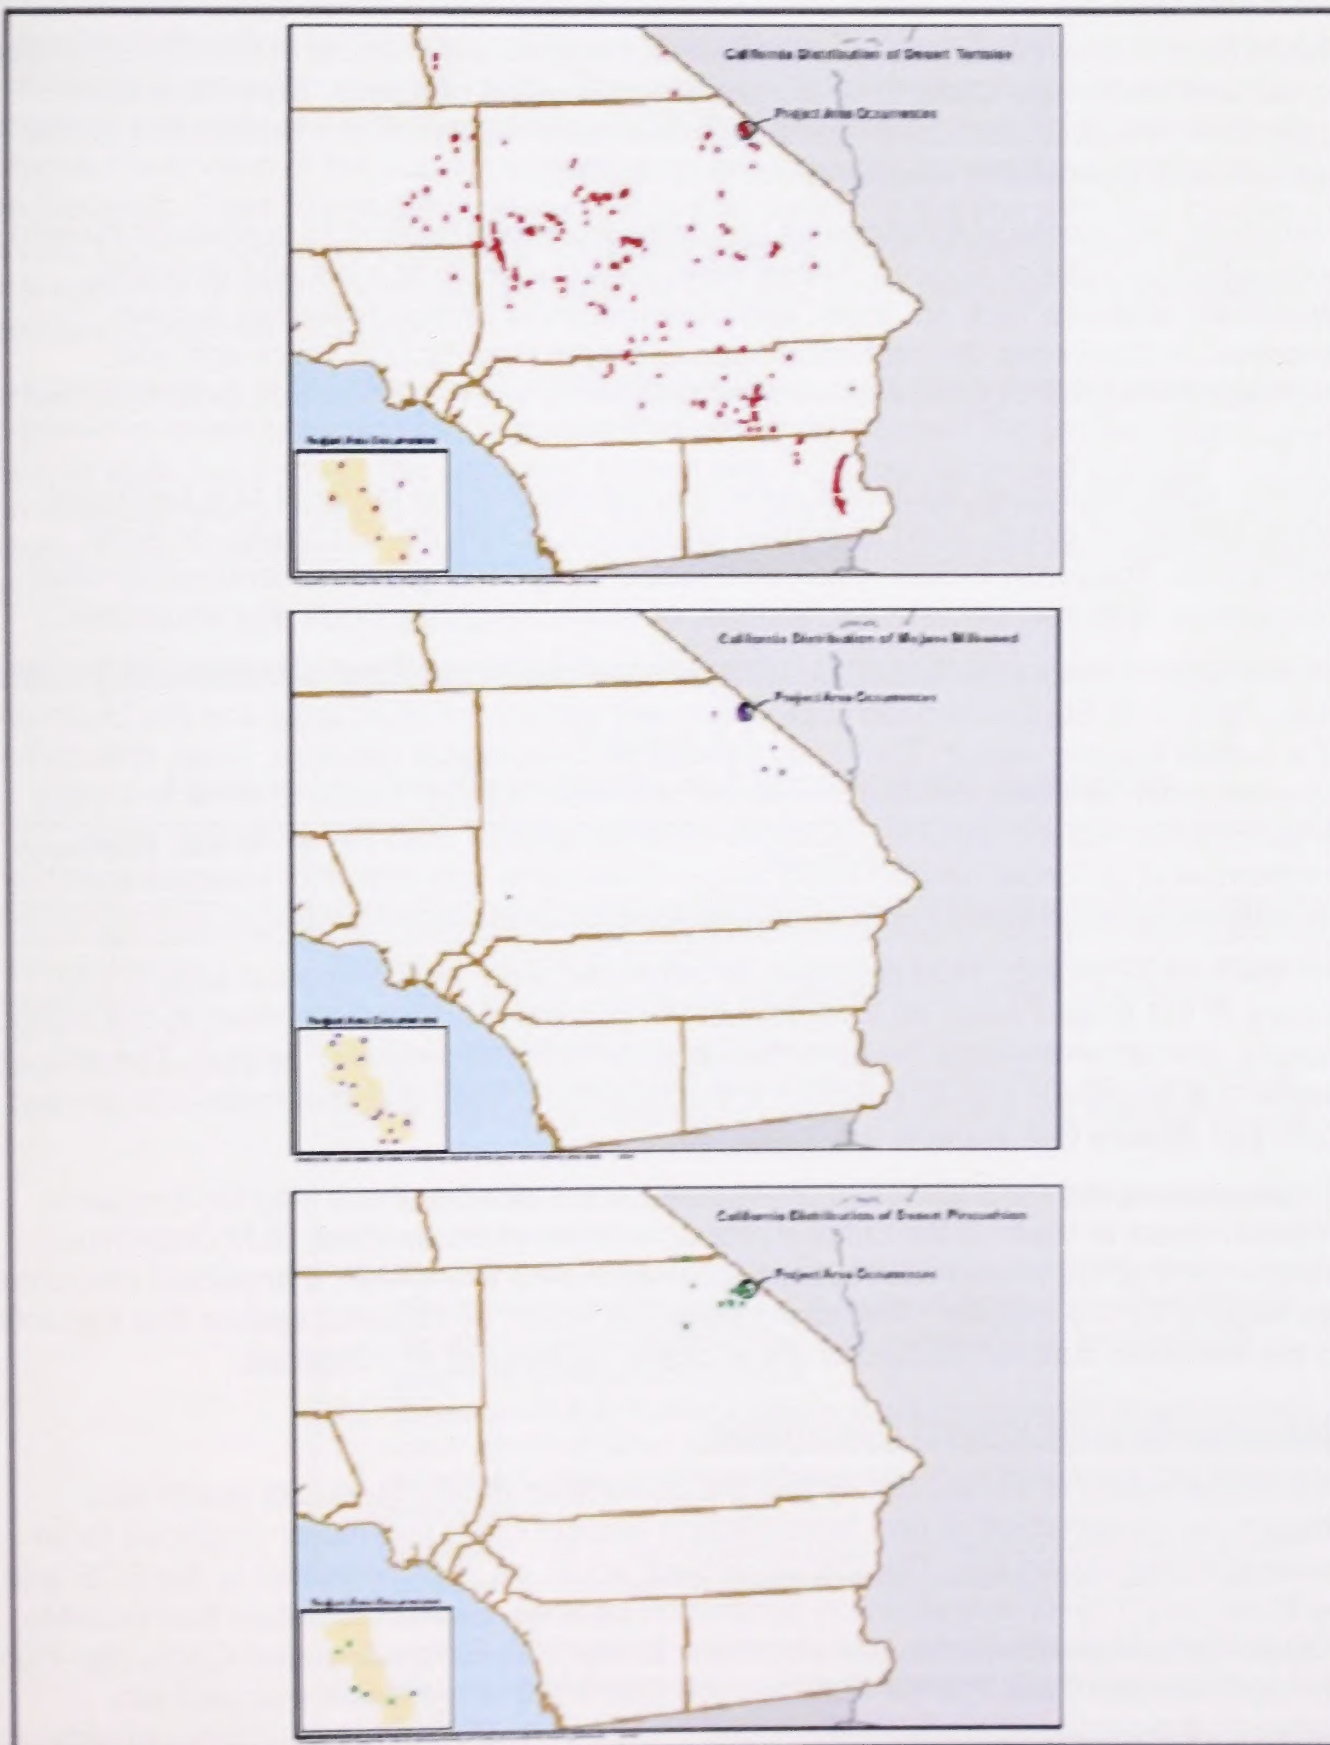 California Distribution of Desert Tortoise
Project Area Occurrences
Project Area Occurrences
California Distribution of Mojave Milkweed
Project Area Occurrences
Project Area Occurrences
California Distribution of Desert Pincushion
Project Area Occurrences
Project Area Occurrences